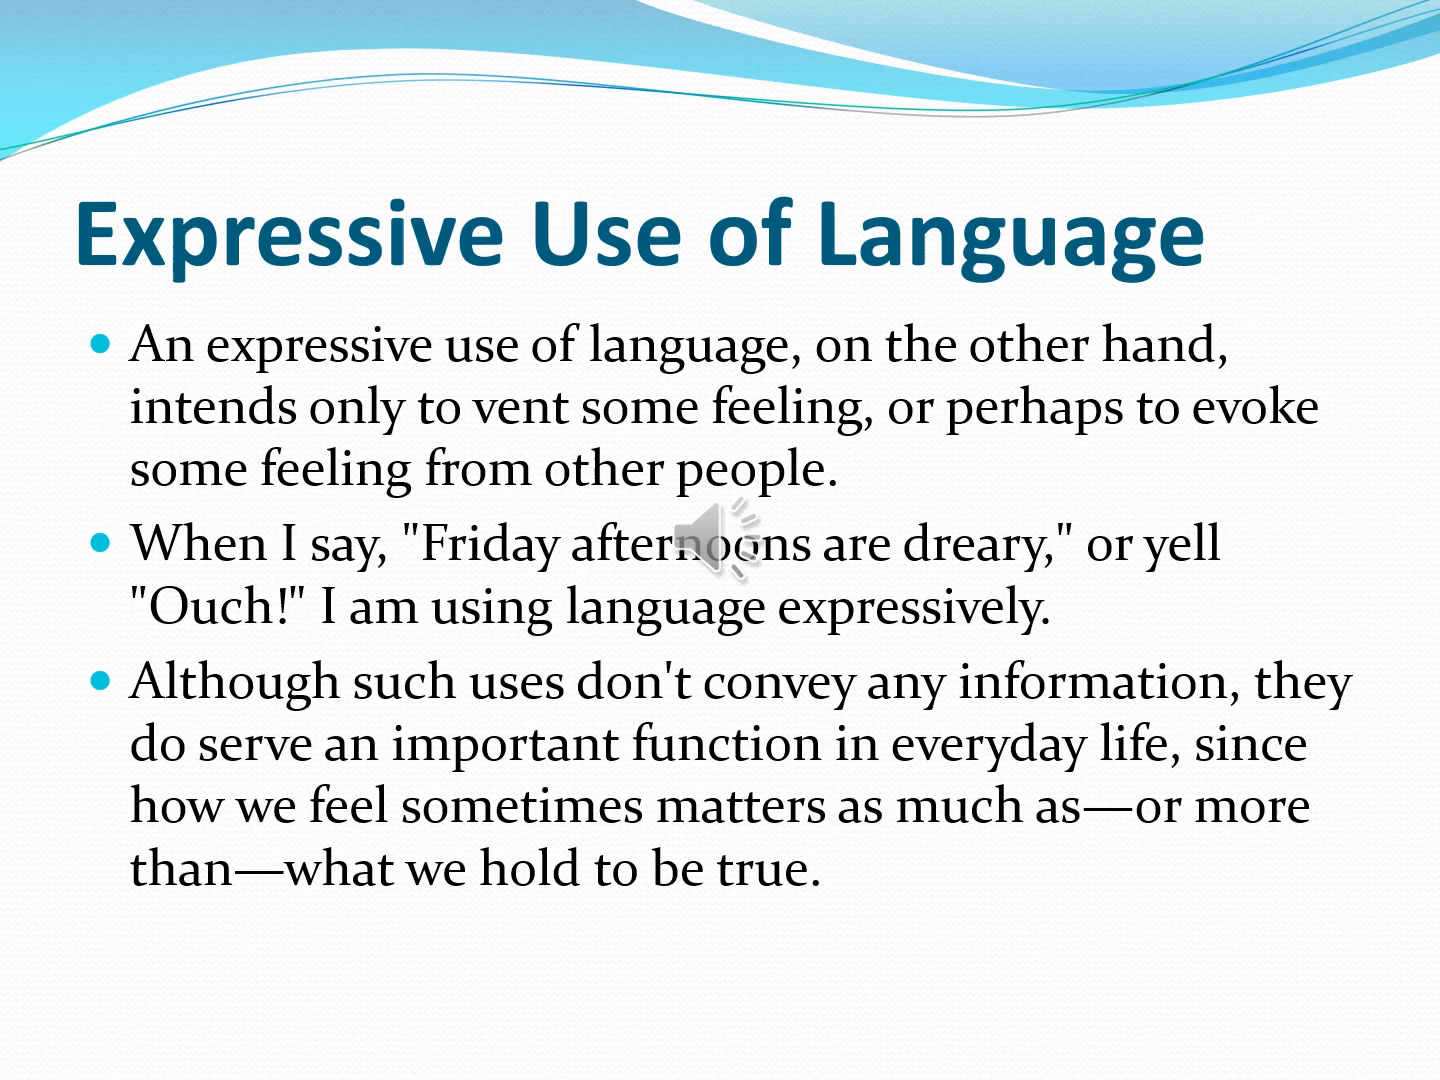 Expressive Use of Language
• An expressive use of language, on the other hand,
intends only to vent some feeling, or perhaps to evoke
some feeling from other people.
• When I say, "Friday afternoons are dreary," or yell
"Ouch!" I am using language expressively.
• Although such uses don't convey any information, they
do serve an important function in everyday life, since
how we feel sometimes matters as much as—or more
than—what we hold to be true.